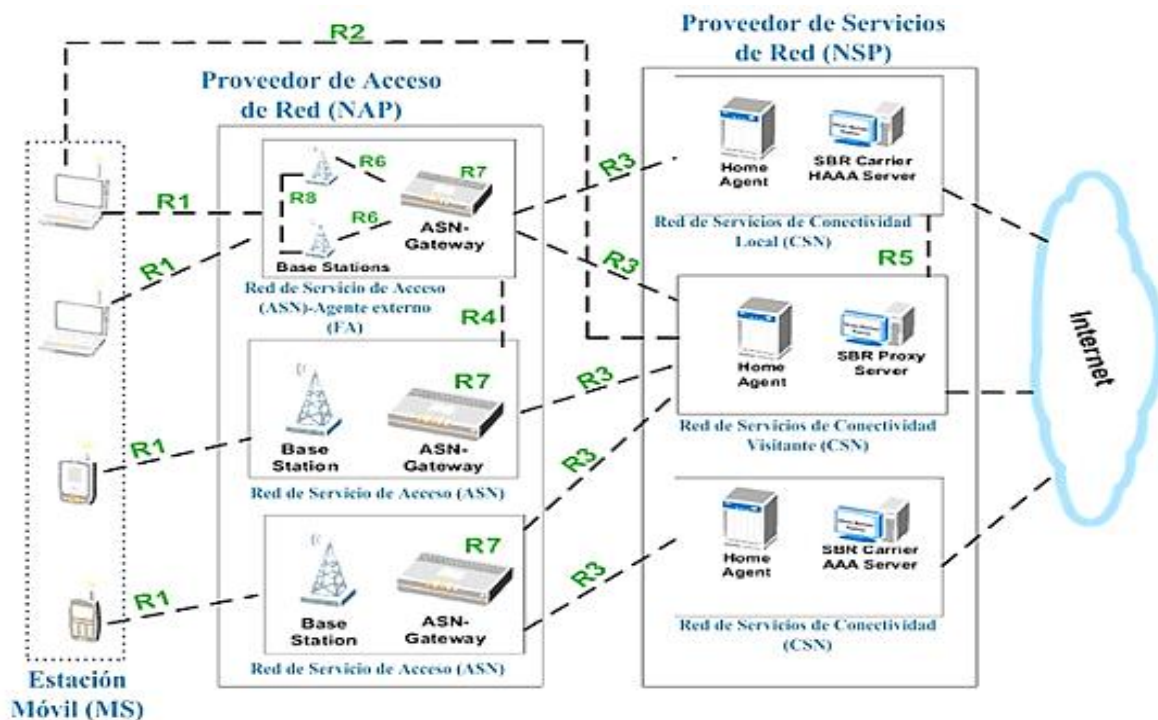 Proveedor de Servicios
de Red (NSP)
R2
Proveedor de Acceso
de Red (NAP)
R6
R7
R8
R6
ASN-
Gateway
Base Stations
Red de Servicio de Acceso
(ASN)-Agente externo
(FA)
R1
R1
R3
R3
Home
Agent
SBR Carrier
HAAA Server
Red de Servicios de Conectividad
Local (CSN)
R5
R4
R7
Base
Station
ASN-
Gateway
Red de Servicio de Acceso (ASN)
R1
R3
R3
Home
Agent
SBR Proxy
Server
Red de Servicios de Conectividad
Visitante (CSN)
Internet
R7
Base
Station
ASN-
Gateway
Red de Servicio de Acceso (ASN)
R1
R3
Home
Agent
SBR Carrier
AAA Server
Red de Servicios de Conectividad
(CSN)
Estación
Móvil (MS)